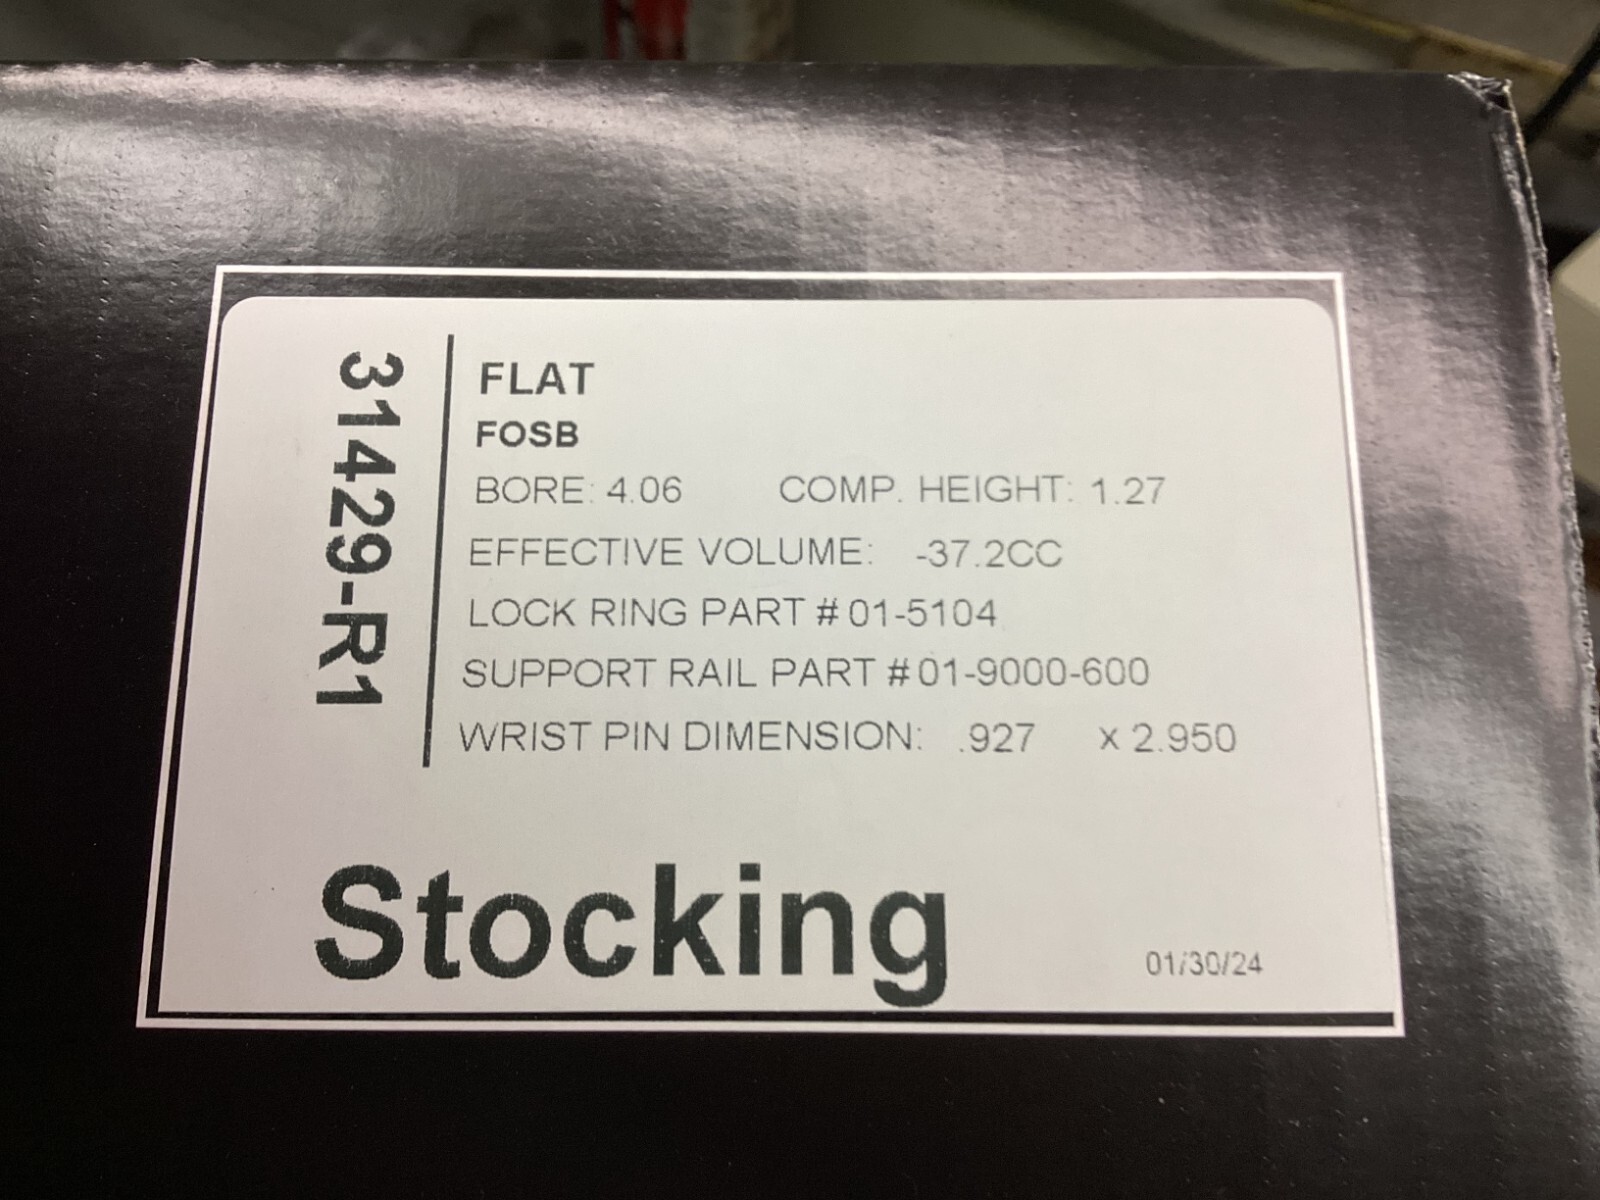 31429-R1
FLAT
FOSB
BORE: 4.06 COMP. HEIGHT: 1.27
EFFECTIVE VOLUME: -37.2CC
LOCK RING PART # 01-5104
SUPPORT RAIL PART # 01-9000-600
WRIST PIN DIMENSION: .927 x 2.950
Stocking
01/30/24